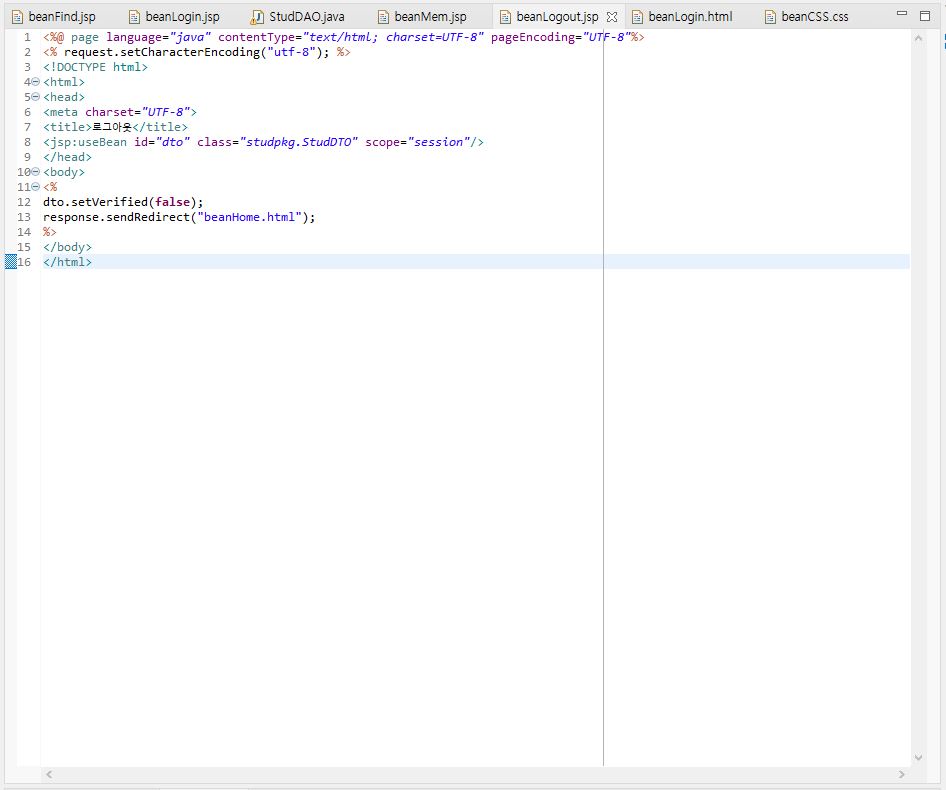 beanFind.jsp beanLogin.jsp StudDAO.java beanMem.jsp beanLogout.jsp beanLogin.html beanCSS.css
1 <%@ page language="java" contentType="text/html; charset=UTF-8" pageEncoding="UTF-8"%>
2 <% request.setCharacterEncoding("utf-8"); %>
3 <!DOCTYPE html>
4 <html>
5 <head>
6 <meta charset="UTF-8">
7 <title>로그아웃</title>
8 <jsp:useBean id="dto" class="studpkg.StudDTO" scope="session"/>
9 </head>
10 <body>
11 <%
12 dto.setVerified(false);
13 response.sendRedirect("beanHome.html");
14 %>
15 </body>
16 </html>